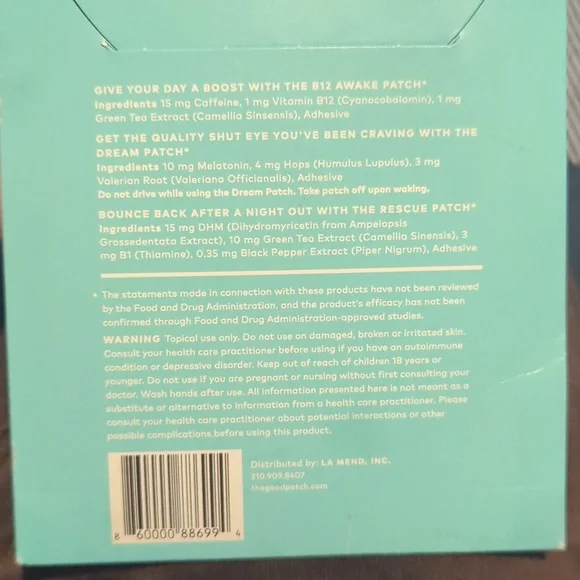 GIVE YOUR DAY A BOOST WITH THE B12 AWAKE PATCH*
Ingredients 15 mg Caffeine, 1 mg Vitamin B12 (Cyanocobalamin), 1 mg
Green Tea Extract (Camellia Sinsensis), Adhesive
GET THE QUALITY SHUT EYE YOU'VE BEEN CRAVING WITH THE
DREAM PATCH*
Ingredients 10 mg Melatonin, 4 mg Hops (Humulus Lupulus), 3 mg
Valerian Root (Valeriana Officianalis), Adhesive
Do not drive while using the Dream Patch. Take patch off upon waking.
BOUNCE BACK AFTER A NIGHT OUT WITH THE RESCUE PATCH*
Ingredients 15 mg DHM (Dihydromyricetin from Ampelopsis
Grossedentata Extract), 10 mg Green Tea Extract (Camellia Sinensis), 3
mg B1 (Thiamine), 0.35 mg Black Pepper Extract (Piper Nigrum), Adhesive
* The statements made in connection with these products have not been reviewed
by the Food and Drug Administration, and the product's efficacy has not been
confirmed through Food and Drug Administration-approved studies.
WARNING Topical use only. Do not use on damaged, broken or irritated skin.
Consult your health care practitioner before using if you have an autoimmune
condition or depressive disorder. Keep out of reach of children 18 years or
younger. Do not use if you are pregnant or nursing without first consulting your
doctor. Wash hands after use. All information presented here is not meant as a
substitute or alternative to information from a health care practitioner. Please
consult your health care practitioner about potential interactions or other
possible complications before using this product.
Distributed by: LA MEND, INC.
310.909.8407
thegoodpatch.com
8 60000 88699 4